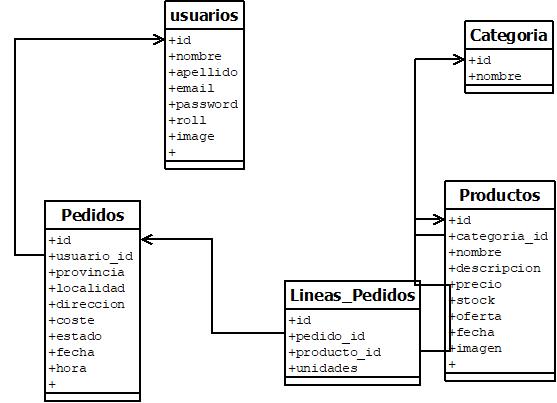 usuarios
+id
+nombre
+apellido
+email
+password
+roll
+image
+
Categoria
+id
+nombre
Pedidos
+id
+usuario_id
+provincia
+localidad
+direccion
+coste
+estado
+fecha
+hora
+
Lineas_Pedidos
+id
+pedido_id
+producto_id
+unidades
Productos
+id
+categoria_id
+nombre
+descripcion
+precio
+stock
+oferta
+fecha
+imagen
+